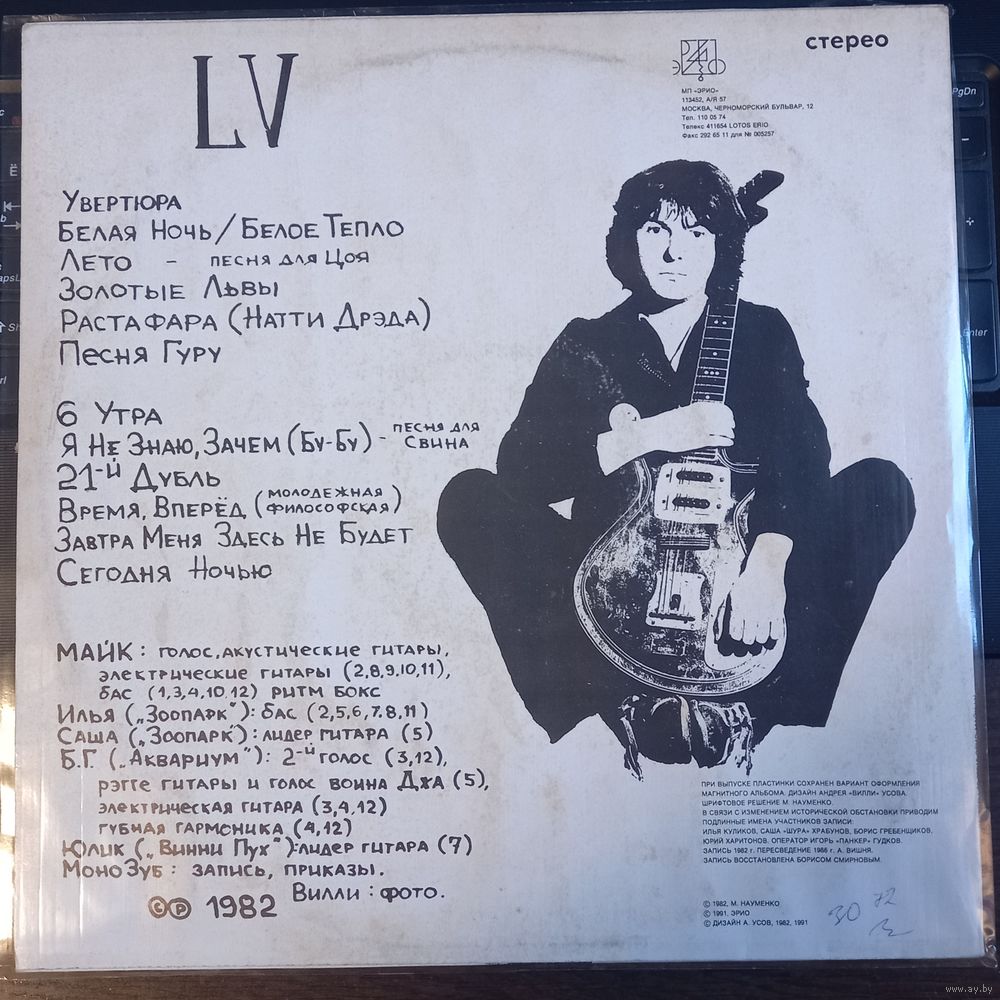 LV
стерео
МП «ЭРИО»
113452, А/Я 57
МОСКВА, ЧЕРНОМОРСКИЙ БУЛЬВАР, 12
Тел. 110 05 74
Телекс 411654 LOTOS ERIO
Факс 292 65 11 для № 005257
УВЕРТЮРА
БЕЛАЯ НОЧЬ/БЕЛОЕ ТЕПЛО
ЛЕТО - ПЕСНЯ ДЛЯ ЦОЯ
ЗОЛОТЫЕ ЛЬВЫ
РАСТАФАРА (НАТТИ ДРЭДА)
ПЕСНЯ ГУРУ
6 УТРА
Я НЕ ЗНАЮ, ЗАЧЕМ (БУ-БУ) - ПЕСНЯ ДЛЯ СВИНА
21-Й ДУБЛЬ
ВРЕМЯ, ВПЕРЁД (МОЛОДЕЖНАЯ ФИЛОСОФСКАЯ)
ЗАВТРА МЕНЯ ЗДЕСЬ НЕ БУДЕТ
СЕГОДНЯ НОЧЬЮ
МАЙК: ГОЛОС, АКУСТИЧЕСКИЕ ГИТАРЫ,
ЭЛЕКТРИЧЕСКИЕ ГИТАРЫ (2,8,9,10,11),
БАС (1,3,4,10,12) РИТМ БОКС
ИЛЬЯ („ЗООПАРК"): БАС (2,5,6,7,8,11)
САША („ЗООПАРК"): ЛИДЕР ГИТАРА (5)
Б.Г. („АКВАРИУМ"): 2-Й ГОЛОС (3,12),
РЭГГЕ ГИТАРЫ И ГОЛОС ВОИНА ДЖА (5),
ЭЛЕКТРИЧЕСКАЯ ГИТАРА (3,4,12)
ГУБНАЯ ГАРМОНИКА (4,12)
ЮЛИК („ВИННИ ПУХ"): ЛИДЕР ГИТАРА (7)
МОНОЗУБ: ЗАПИСЬ, ПРИКАЗЫ.
ВИЛЛИ: ФОТО.
©℗ 1982
ПРИ ВЫПУСКЕ ПЛАСТИНКИ СОХРАНЕН ВАРИАНТ ОФОРМЛЕНИЯ
МАГНИТНОГО АЛЬБОМА. ДИЗАЙН АНДРЕЯ «ВИЛЛИ» УСОВА.
ШРИФТОВОЕ РЕШЕНИЕ М. НАУМЕНКО.
В СВЯЗИ С ИЗМЕНЕНИЕМ ИСТОРИЧЕСКОЙ ОБСТАНОВКИ ПРИВОДИМ
ПОДЛИННЫЕ ИМЕНА УЧАСТНИКОВ ЗАПИСИ:
ИЛЬЯ КУЛИКОВ, САША «ШУРА» ХРАБУНОВ, БОРИС ГРЕБЕНЩИКОВ,
ЮРИЙ ХАРИТОНОВ. ОПЕРАТОР ИГОРЬ «ПАНКЕР» ГУДКОВ.
ЗАПИСЬ 1982 г. ПЕРЕСВЕДЕНИЕ 1986 г. А. ВИШНЯ.
ЗАПИСЬ ВОССТАНОВЛЕНА БОРИСОМ СМИРНОВЫМ.
© 1982, М. НАУМЕНКО
℗ 1991, ЭРИО
© ДИЗАЙН А. УСОВ, 1982, 1991
30
PgDn
Enter
www.ay.by